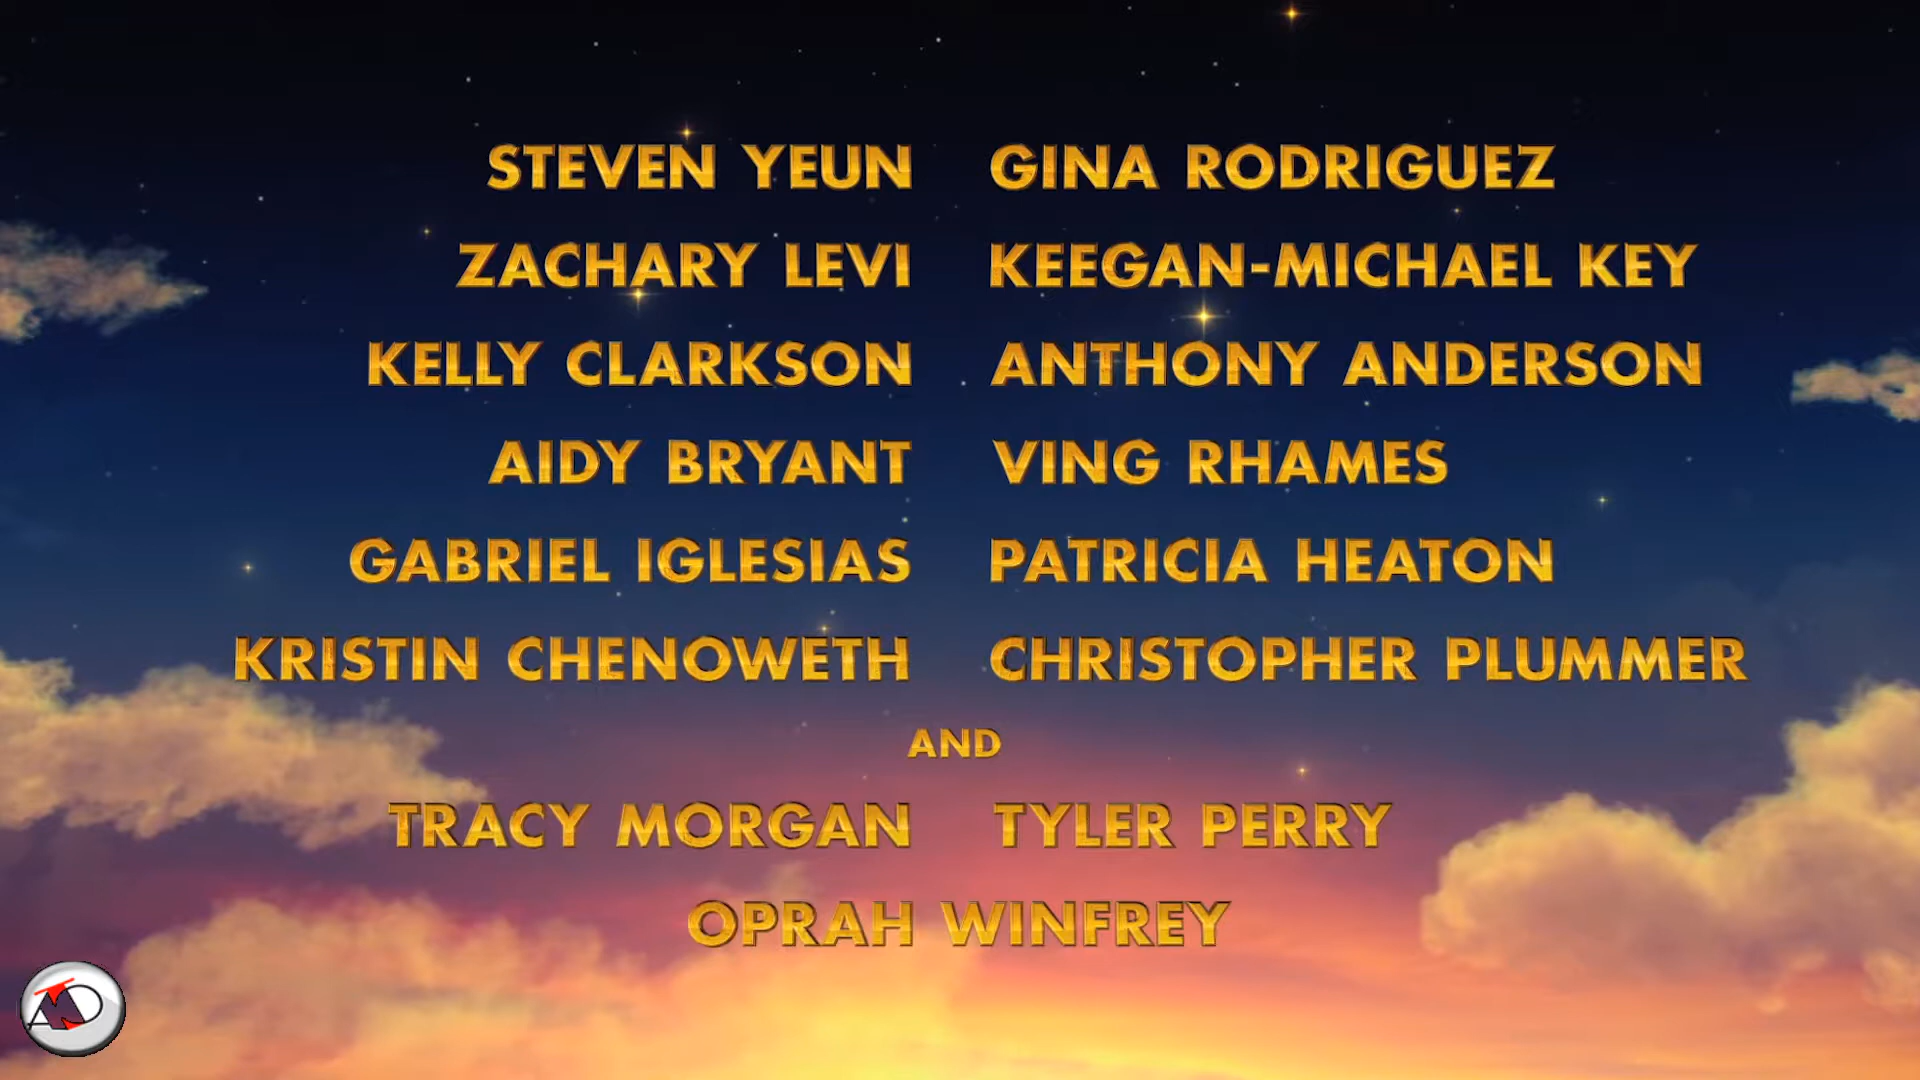 STEVEN YEUN GINA RODRIGUEZ
ZACHARY LEVI KEEGAN-MICHAEL KEY
KELLY CLARKSON ANTHONY ANDERSON
AIDY BRYANT VING RHAMES
GABRIEL IGLESIAS PATRICIA HEATON
KRISTIN CHENOWETH CHRISTOPHER PLUMMER
AND
TRACY MORGAN TYLER PERRY
OPRAH WINFREY